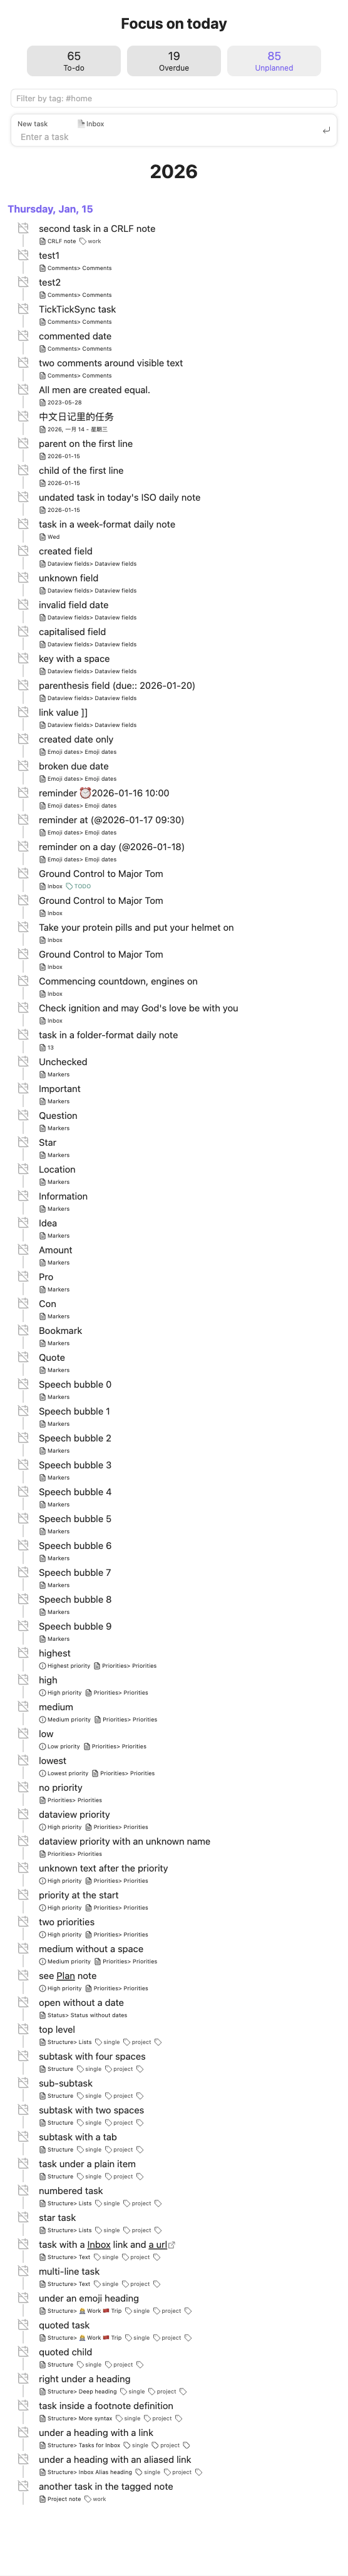 Focus on today
65
To-do
19
Overdue
85
Unplanned
Filter by tag: #home
New task
Inbox
Enter a task
2026
Thursday, Jan, 15
second task in a CRLF note
CRLF note work
test1
Comments> Comments
test2
Comments> Comments
TickTickSync task
Comments> Comments
commented date
Comments> Comments
two comments around visible text
Comments> Comments
All men are created equal.
2023-05-28
中文日记里的任务
2026, 一月 14 - 星期三
parent on the first line
2026-01-15
child of the first line
2026-01-15
undated task in today's ISO daily note
2026-01-15
task in a week-format daily note
Wed
created field
Dataview fields> Dataview fields
unknown field
Dataview fields> Dataview fields
invalid field date
Dataview fields> Dataview fields
capitalised field
Dataview fields> Dataview fields
key with a space
Dataview fields> Dataview fields
parenthesis field (due:: 2026-01-20)
Dataview fields> Dataview fields
link value ]]
Dataview fields> Dataview fields
created date only
Emoji dates> Emoji dates
broken due date
Emoji dates> Emoji dates
reminder ⏰2026-01-16 10:00
Emoji dates> Emoji dates
reminder at (@2026-01-17 09:30)
Emoji dates> Emoji dates
reminder on a day (@2026-01-18)
Emoji dates> Emoji dates
Ground Control to Major Tom
Inbox TODO
Ground Control to Major Tom
Inbox
Take your protein pills and put your helmet on
Inbox
Ground Control to Major Tom
Inbox
Commencing countdown, engines on
Inbox
Check ignition and may God's love be with you
Inbox
task in a folder-format daily note
13
Unchecked
Markers
Important
Markers
Question
Markers
Star
Markers
Location
Markers
Information
Markers
Idea
Markers
Amount
Markers
Pro
Markers
Con
Markers
Bookmark
Markers
Quote
Markers
Speech bubble 0
Markers
Speech bubble 1
Markers
Speech bubble 2
Markers
Speech bubble 3
Markers
Speech bubble 4
Markers
Speech bubble 5
Markers
Speech bubble 6
Markers
Speech bubble 7
Markers
Speech bubble 8
Markers
Speech bubble 9
Markers
highest
Highest priority Priorities> Priorities
high
High priority Priorities> Priorities
medium
Medium priority Priorities> Priorities
low
Low priority Priorities> Priorities
lowest
Lowest priority Priorities> Priorities
no priority
Priorities> Priorities
dataview priority
High priority Priorities> Priorities
dataview priority with an unknown name
Priorities> Priorities
unknown text after the priority
High priority Priorities> Priorities
priority at the start
High priority Priorities> Priorities
two priorities
High priority Priorities> Priorities
medium without a space
Medium priority Priorities> Priorities
see Plan note
High priority Priorities> Priorities
open without a date
Status> Status without dates
top level
Structure> Lists single project
subtask with four spaces
Structure single project
sub-subtask
Structure single project
subtask with two spaces
Structure single project
subtask with a tab
Structure single project
task under a plain item
Structure single project
numbered task
Structure> Lists single project
star task
Structure> Lists single project
task with a Inbox link and a url
Structure> Text single project
multi-line task
Structure> Text single project
under an emoji heading
Structure> Work Trip single project
quoted task
Structure> Work Trip single project
quoted child
Structure single project
right under a heading
Structure> Deep heading single project
task inside a footnote definition
Structure> More syntax single project
under a heading with a link
Structure> Tasks for Inbox single project
under a heading with an aliased link
Structure> Inbox Alias heading single project
another task in the tagged note
Project note work